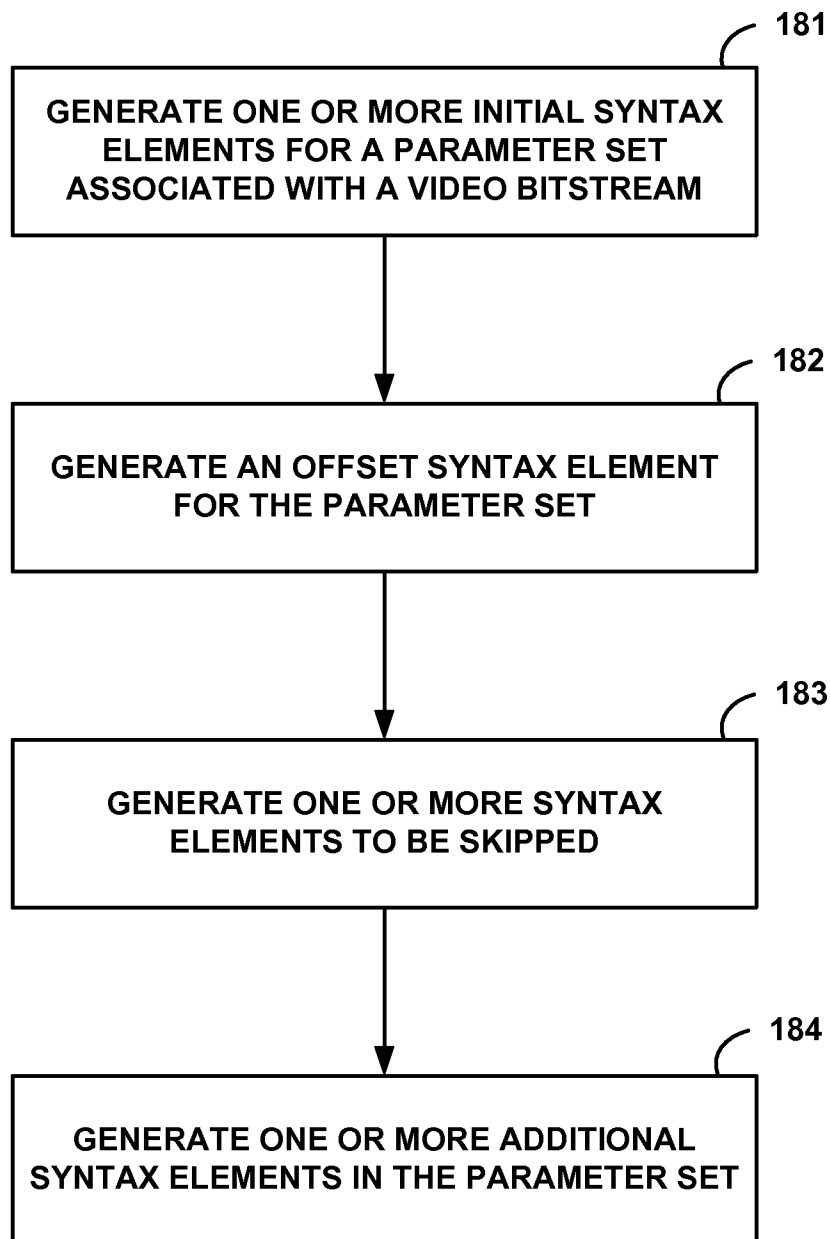 181
GENERATE ONE OR MORE INITIAL SYNTAX
ELEMENTS FOR A PARAMETER SET
ASSOCIATED WITH A VIDEO BITSTREAM
182
GENERATE AN OFFSET SYNTAX ELEMENT
FOR THE PARAMETER SET
183
GENERATE ONE OR MORE SYNTAX
ELEMENTS TO BE SKIPPED
184
GENERATE ONE OR MORE ADDITIONAL
SYNTAX ELEMENTS IN THE PARAMETER SET